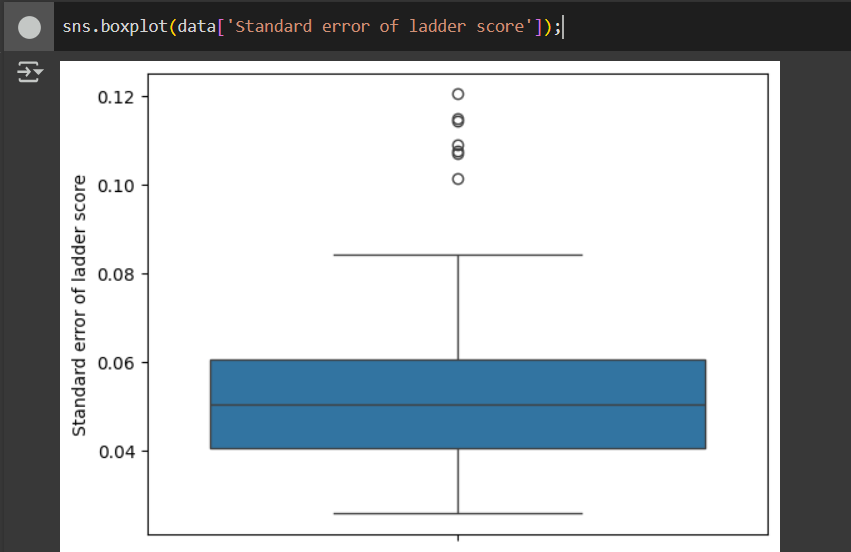 sns.boxplot(data['Standard error of ladder score']);
0.12
0.10
0.08
0.06
0.04
Standard error of ladder score